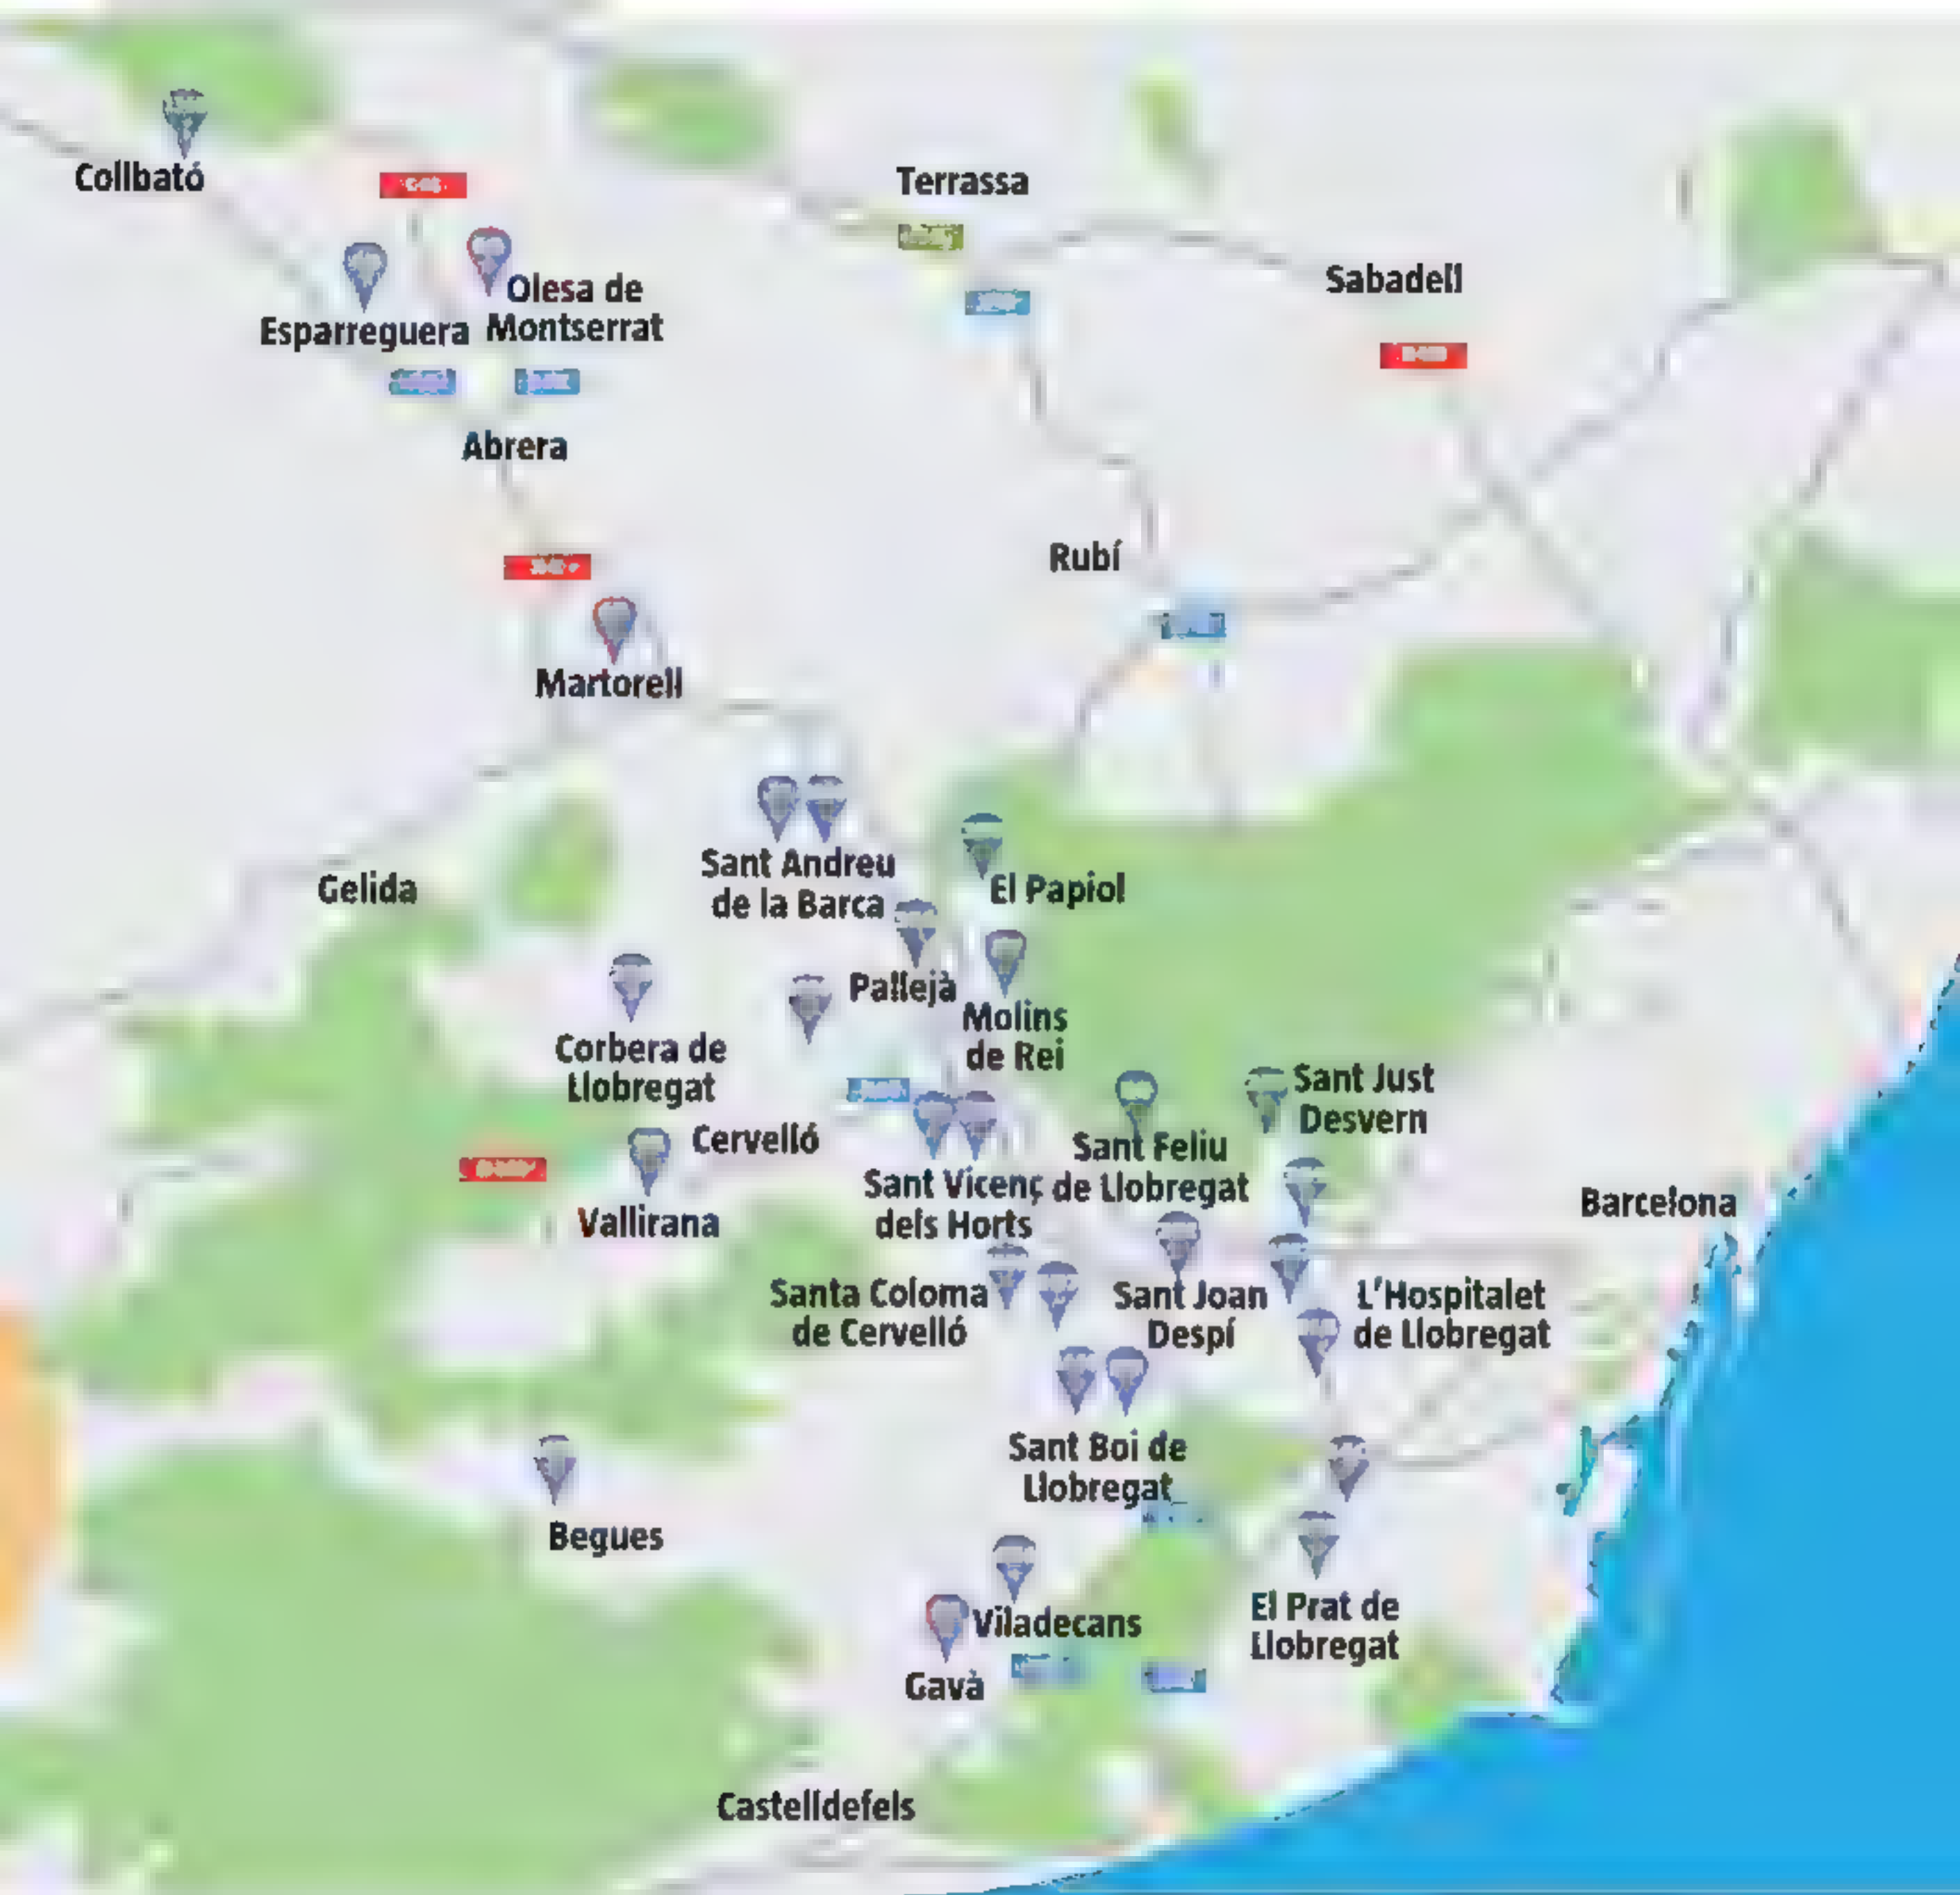 Collbató
Terrassa
Sabadell
Olesa de
Montserrat
Esparreguera
Abrera
Rubí
Martorell
Sant Andreu
de la Barca
El Papiol
Gelida
Pallejà
Molins
de Rei
Corbera de
Llobregat
Sant Just
Desvern
Cervelló
Sant Feliu
de Llobregat
Sant Vicenç
dels Horts
Vallirana
Barcelona
Santa Coloma
de Cervelló
Sant Joan
Despí
L'Hospitalet
de Llobregat
Sant Boi de
Llobregat
Begues
El Prat de
Llobregat
Viladecans
Gavà
Castelldefels